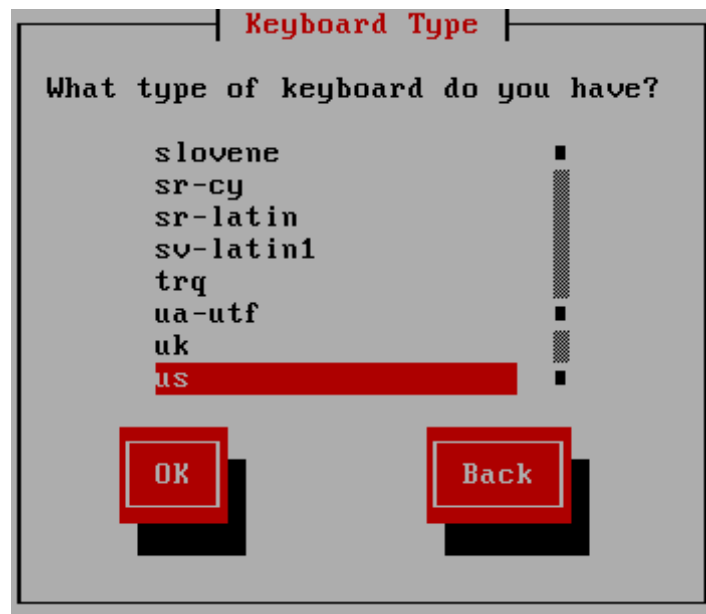 Keyboard Type
What type of keyboard do you have?
slovene
sr-cy
sr-latin
sv-latin1
trq
ua-utf
uk
us
OK Back